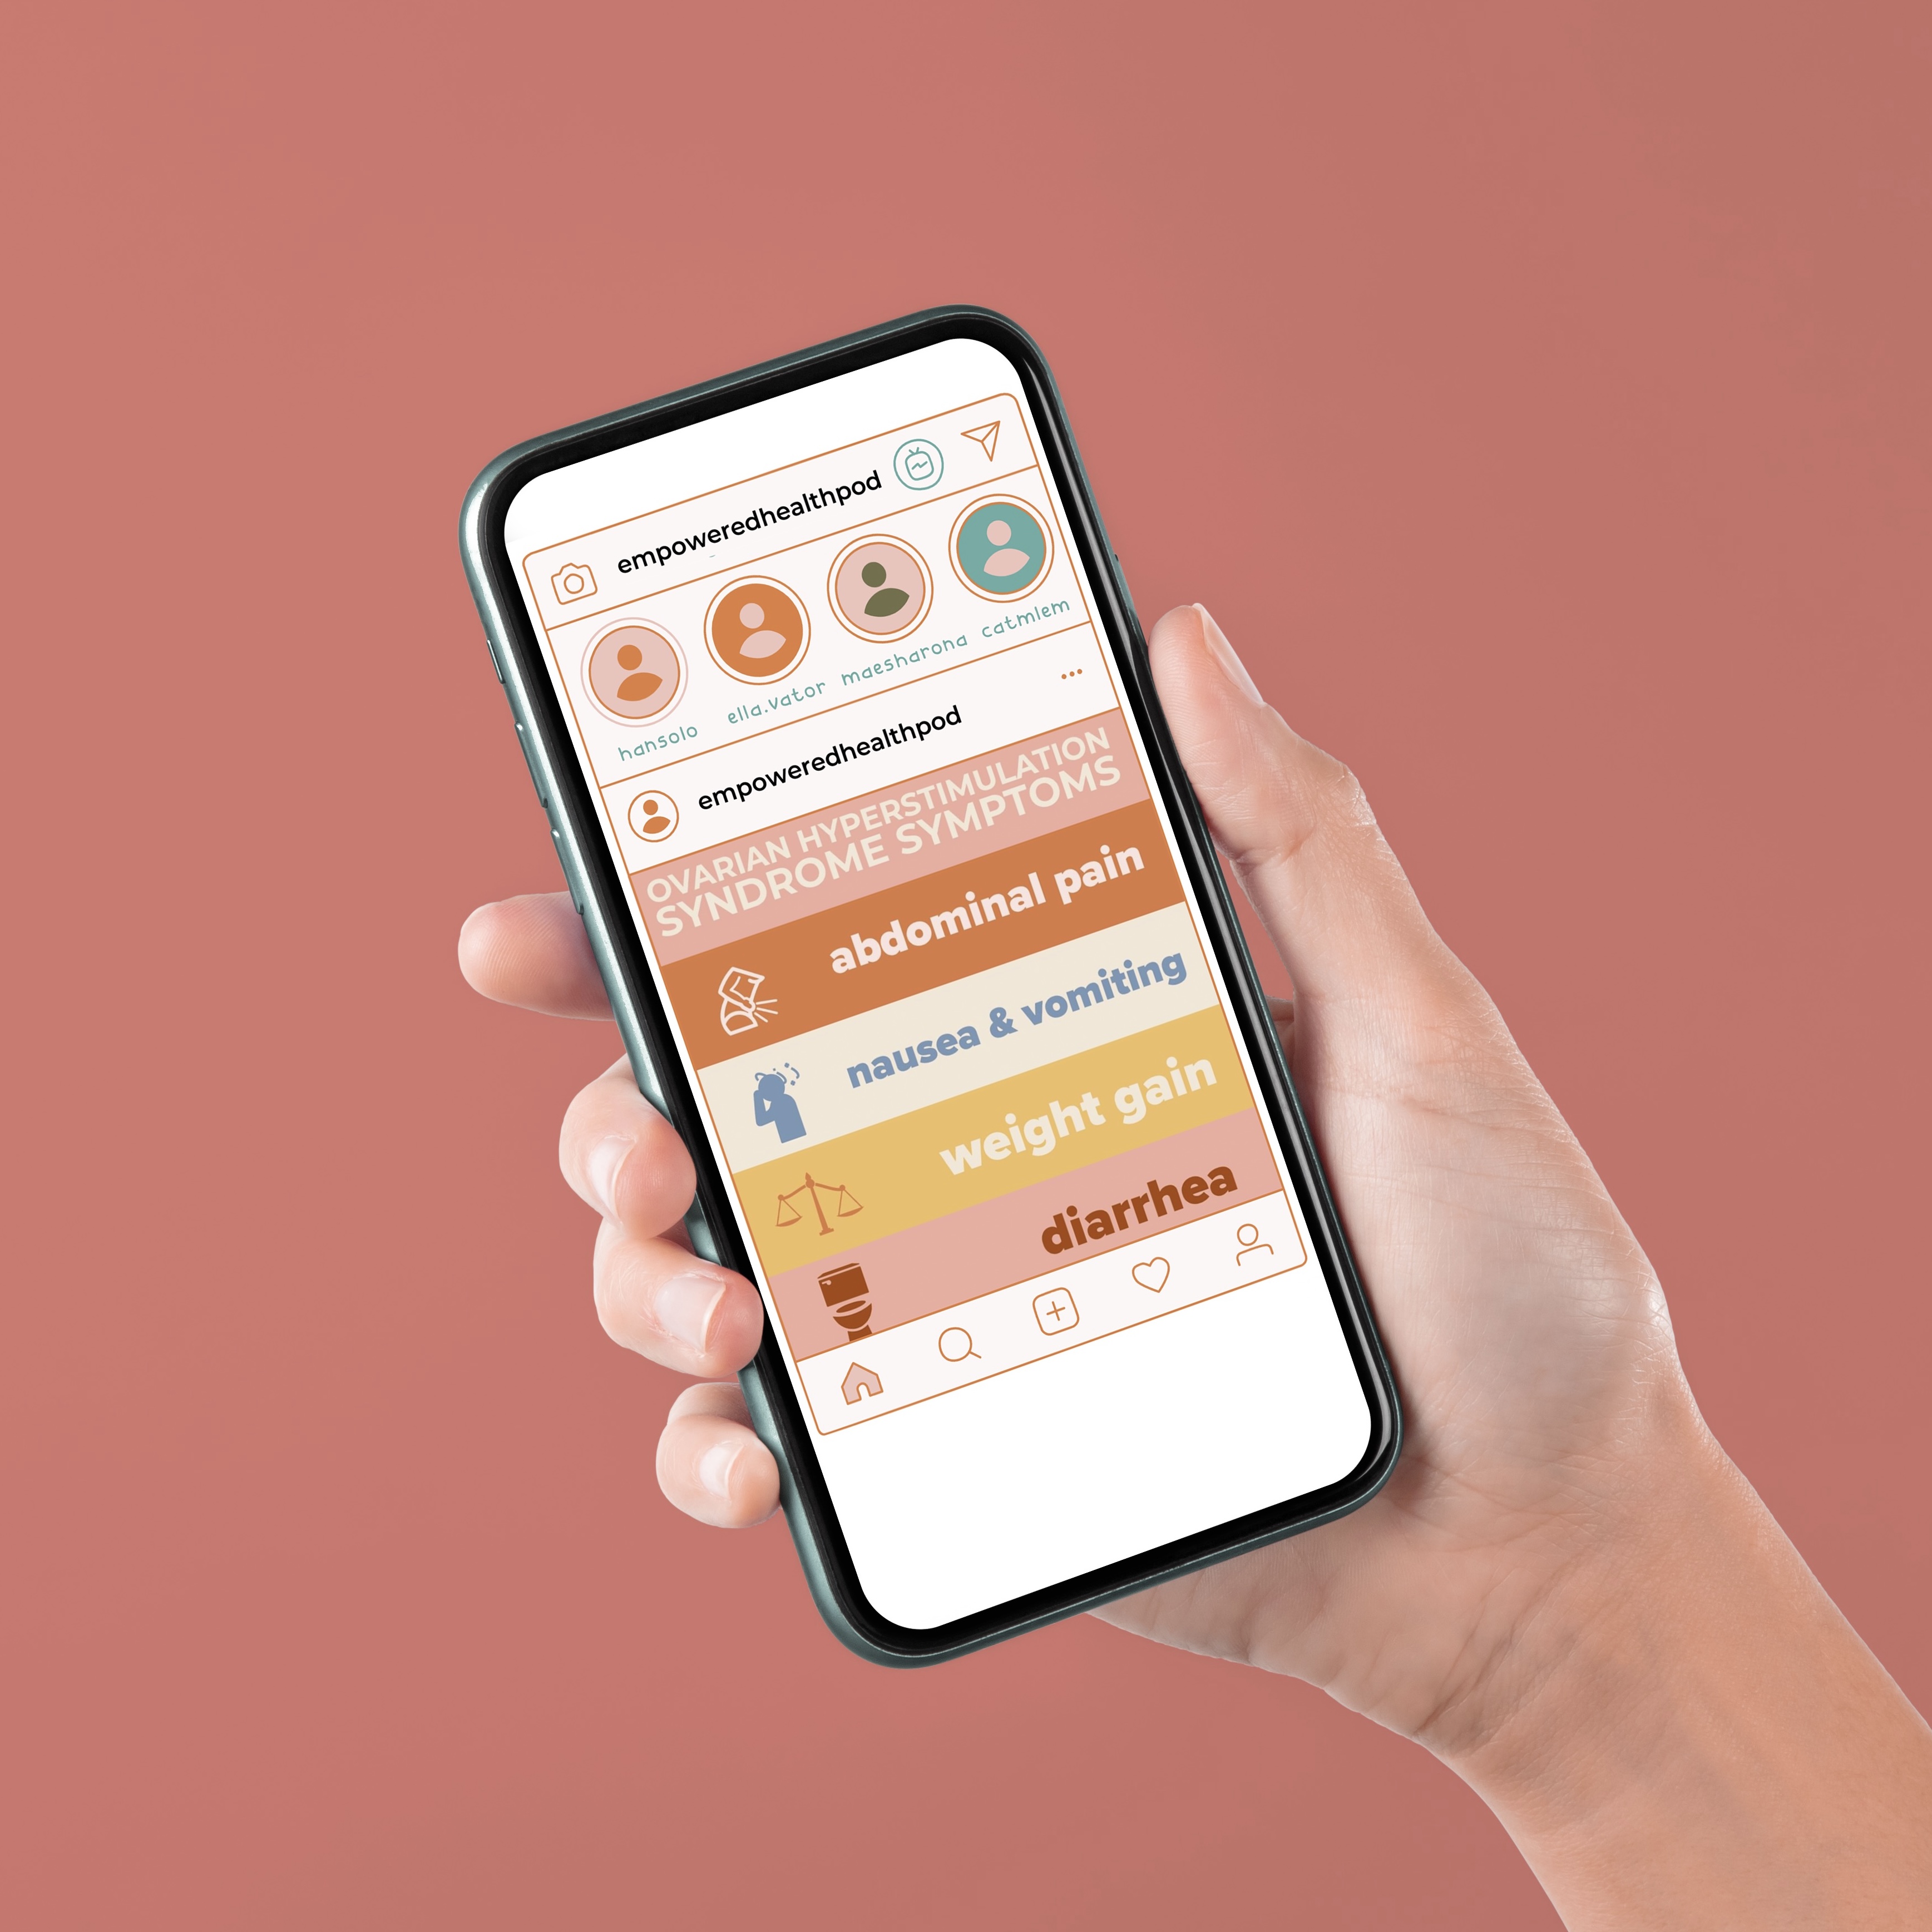 empoweredhealthpod
hansolo
ella.vator
maesharona
catmlem
empoweredhealthpod
OVARIAN HYPERSTIMULATION
SYNDROME SYMPTOMS
abdominal pain
nausea & vomiting
weight gain
diarrhea